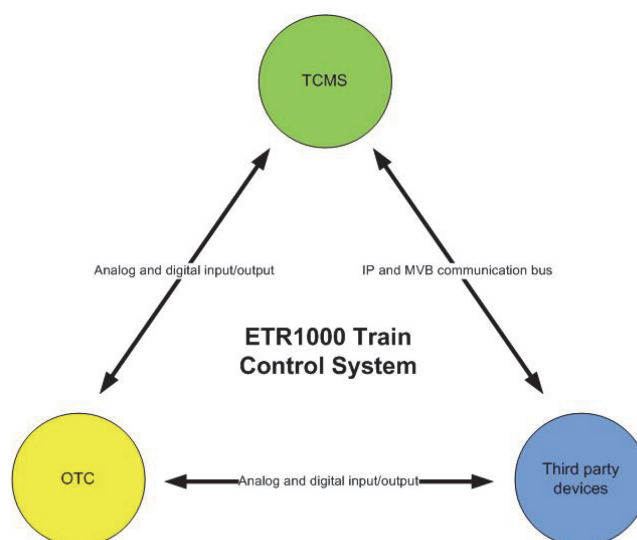 TCMS
Analog and digital input/output
IP and MVB communication bus
ETR1000 Train
Control System
OTC
Analog and digital input/output
Third party
devices